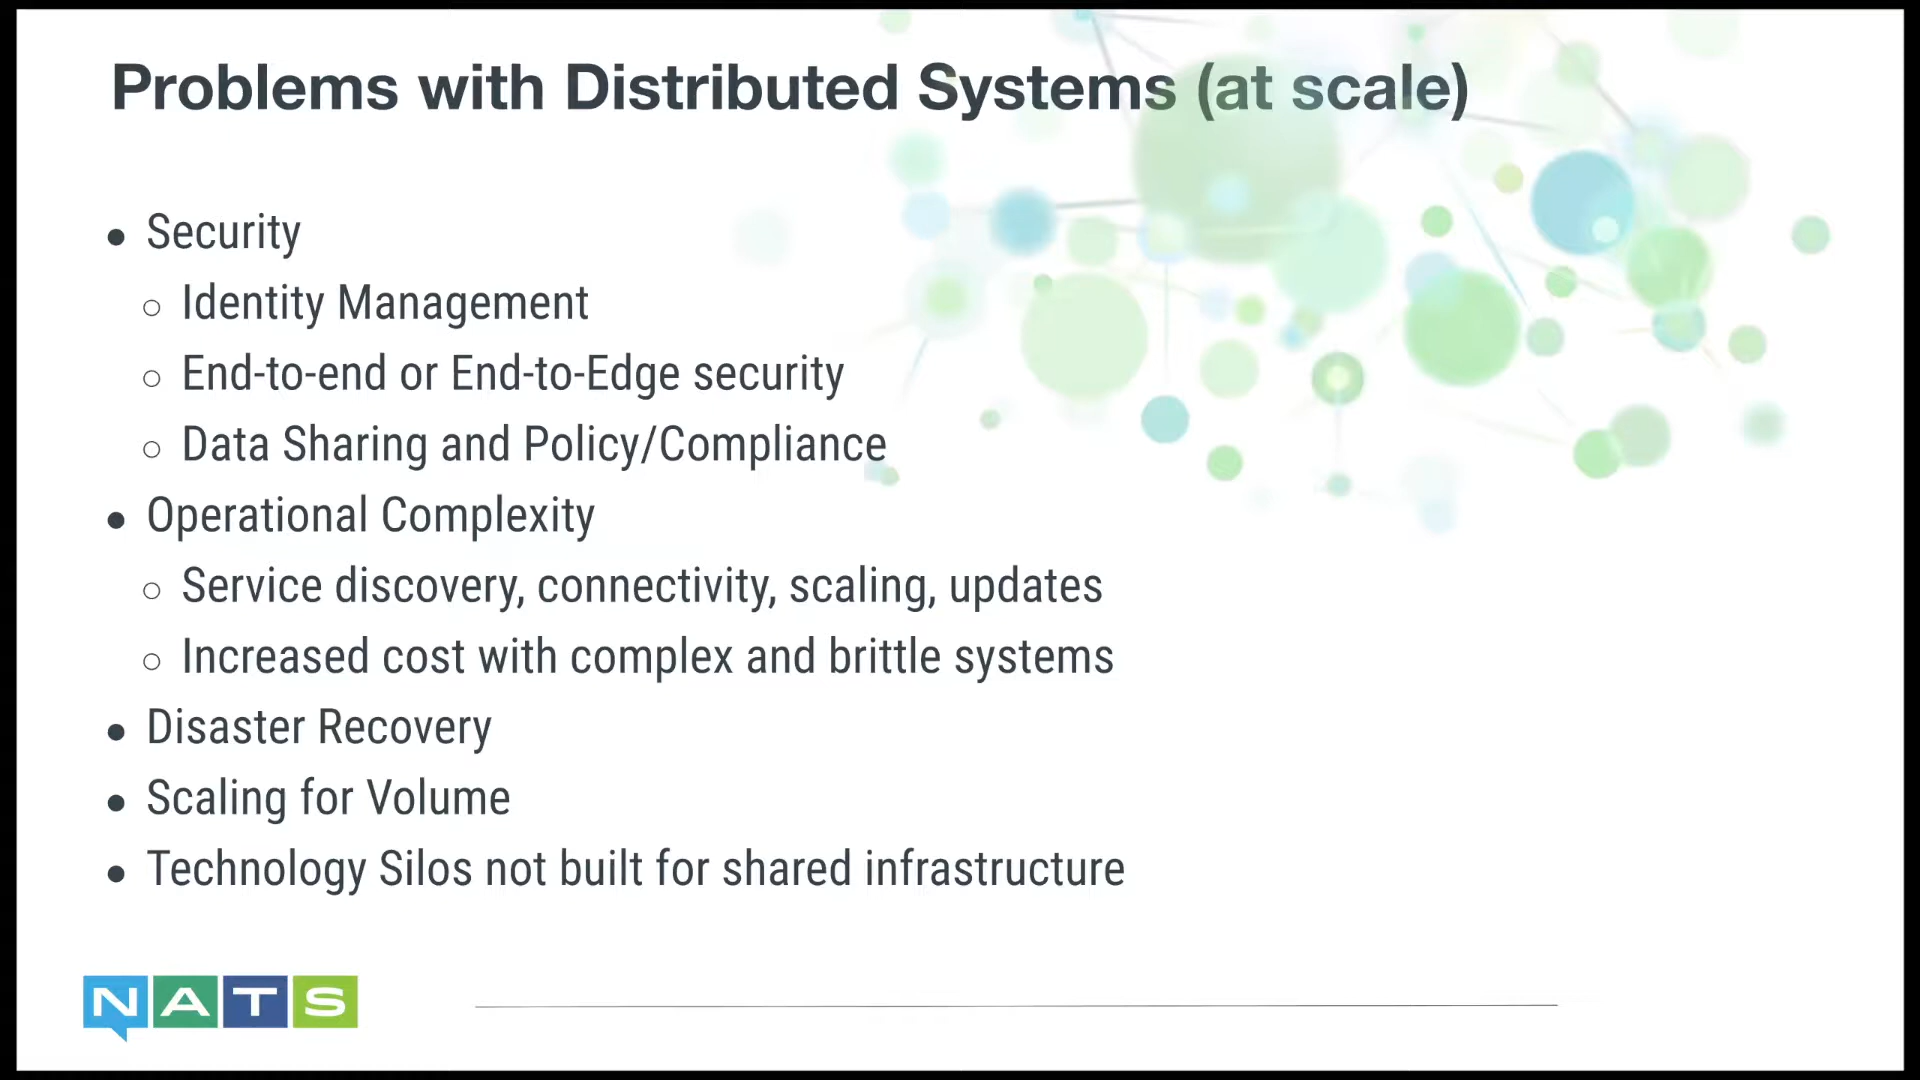 Problems with Distributed Systems (at scale)
● Security
○ Identity Management
○ End-to-end or End-to-Edge security
○ Data Sharing and Policy/Compliance
● Operational Complexity
○ Service discovery, connectivity, scaling, updates
○ Increased cost with complex and brittle systems
● Disaster Recovery
● Scaling for Volume
● Technology Silos not built for shared infrastructure
NATS